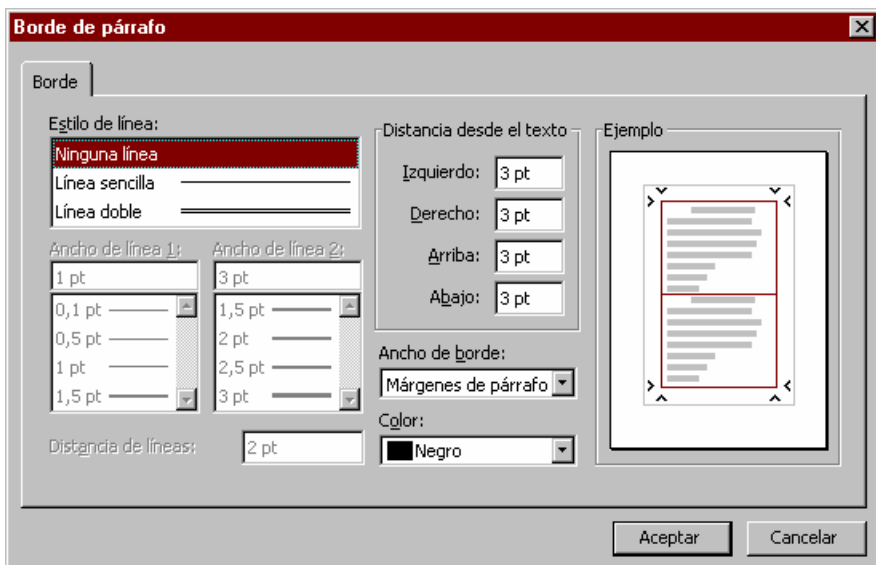 Borde de párrafo
Borde
Estilo de línea:
Ninguna línea
Línea sencilla
Línea doble
Ancho de línea 1:
1 pt
0,1 pt
0,5 pt
1 pt
1,5 pt
Ancho de línea 2:
3 pt
1,5 pt
2 pt
2,5 pt
3 pt
Distancia de líneas: 2 pt
Distancia desde el texto
Izquierdo: 3 pt
Derecho: 3 pt
Arriba: 3 pt
Abajo: 3 pt
Ancho de borde:
Márgenes de párrafo
Color:
Negro
Ejemplo
Aceptar
Cancelar